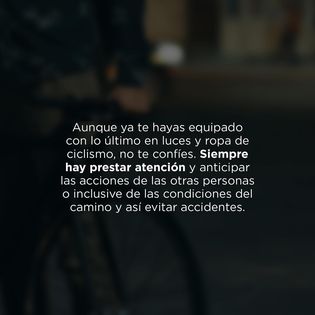 Aunque ya te hayas equipado
con lo último en luces y ropa de
ciclismo, no te confíes. Siempre
hay prestar atención y anticipar
las acciones de las otras personas
o inclusive de las condiciones del
camino y así evitar accidentes.